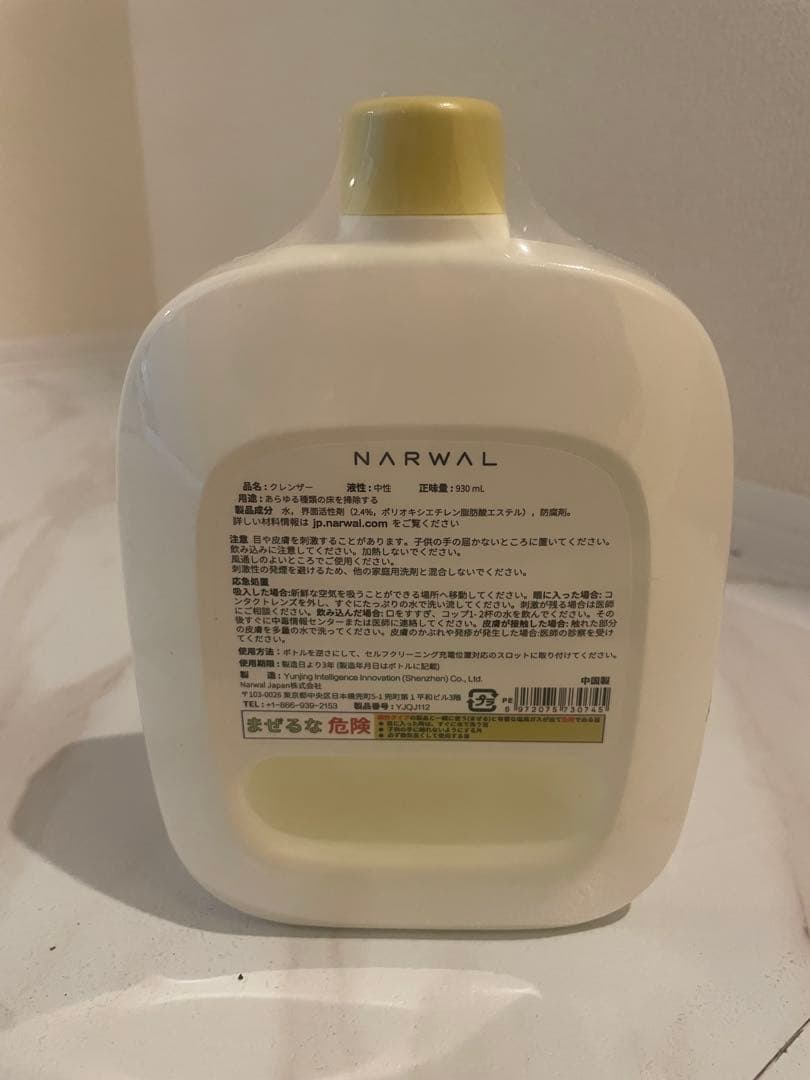 NARWAL
品名：クレンザー 液性：中性 正味量：930 mL
用途：あらゆる種類の床を掃除する
製品成分 水，界面活性剤（2.4%，ポリオキシエチレン脂肪酸エステル），防腐剤。
詳しい材料情報は jp.narwal.com をご覧ください
注意 目や皮膚を刺激することがあります。子供の手の届かないところに置いてください。
飲み込みに注意してください。加熱しないでください。
風通しのよいところでご使用ください。
刺激性の発煙を避けるため、他の家庭用洗剤と混合しないでください。
応急処置
吸入した場合:新鮮な空気を吸うことができる場所へ移動してください。眼に入った場合: コ
ンタクトレンズを外し、すぐにたっぷりの水で洗い流してください。刺激が残る場合は医師
にご相談ください。飲み込んだ場合: 口をすすぎ、コップ1-2杯の水を飲んでください。その
後すぐに中毒情報センターまたは医師に連絡してください。皮膚が接触した場合: 触れた部分
の皮膚を多量の水で洗ってください。皮膚のかぶれや発疹が発生した場合:医師の診察を受け
てください。
使用方法：ボトルを逆さにして、セルフクリーニング充電位置対応のスロットに取り付けてください。
使用期限：製造日より3年 (製造年月日はボトルに記載)
製 造：Yunjing Intelligence Innovation (Shenzhen) Co., Ltd. 中国製
Narwal Japan株式会社
〒103-0026 東京都中央区日本橋兜町5-1 兜町第１平和ビル3階
プラ PE
TEL：+1-866-939-2153 製品番号：YJQJ112
6 972075 730745
まぜるな 危険